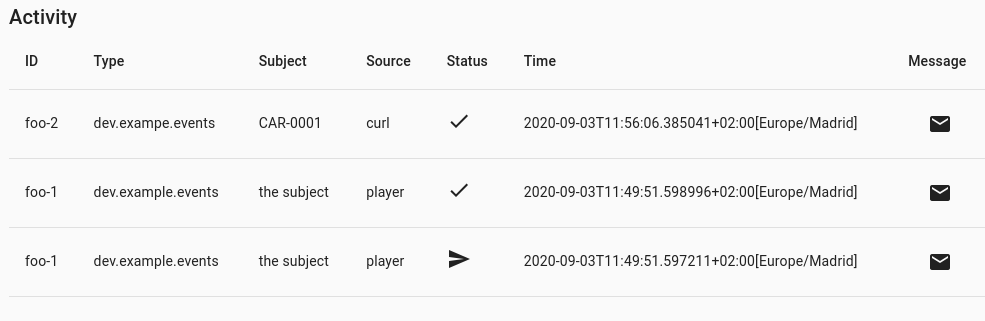 Activity
ID Type Subject Source Status Time Message
foo-2 dev.exampe.events CAR-0001 curl 2020-09-03T11:56:06.385041+02:00[Europe/Madrid]
foo-1 dev.example.events the subject player 2020-09-03T11:49:51.598996+02:00[Europe/Madrid]
foo-1 dev.example.events the subject player 2020-09-03T11:49:51.597211+02:00[Europe/Madrid]